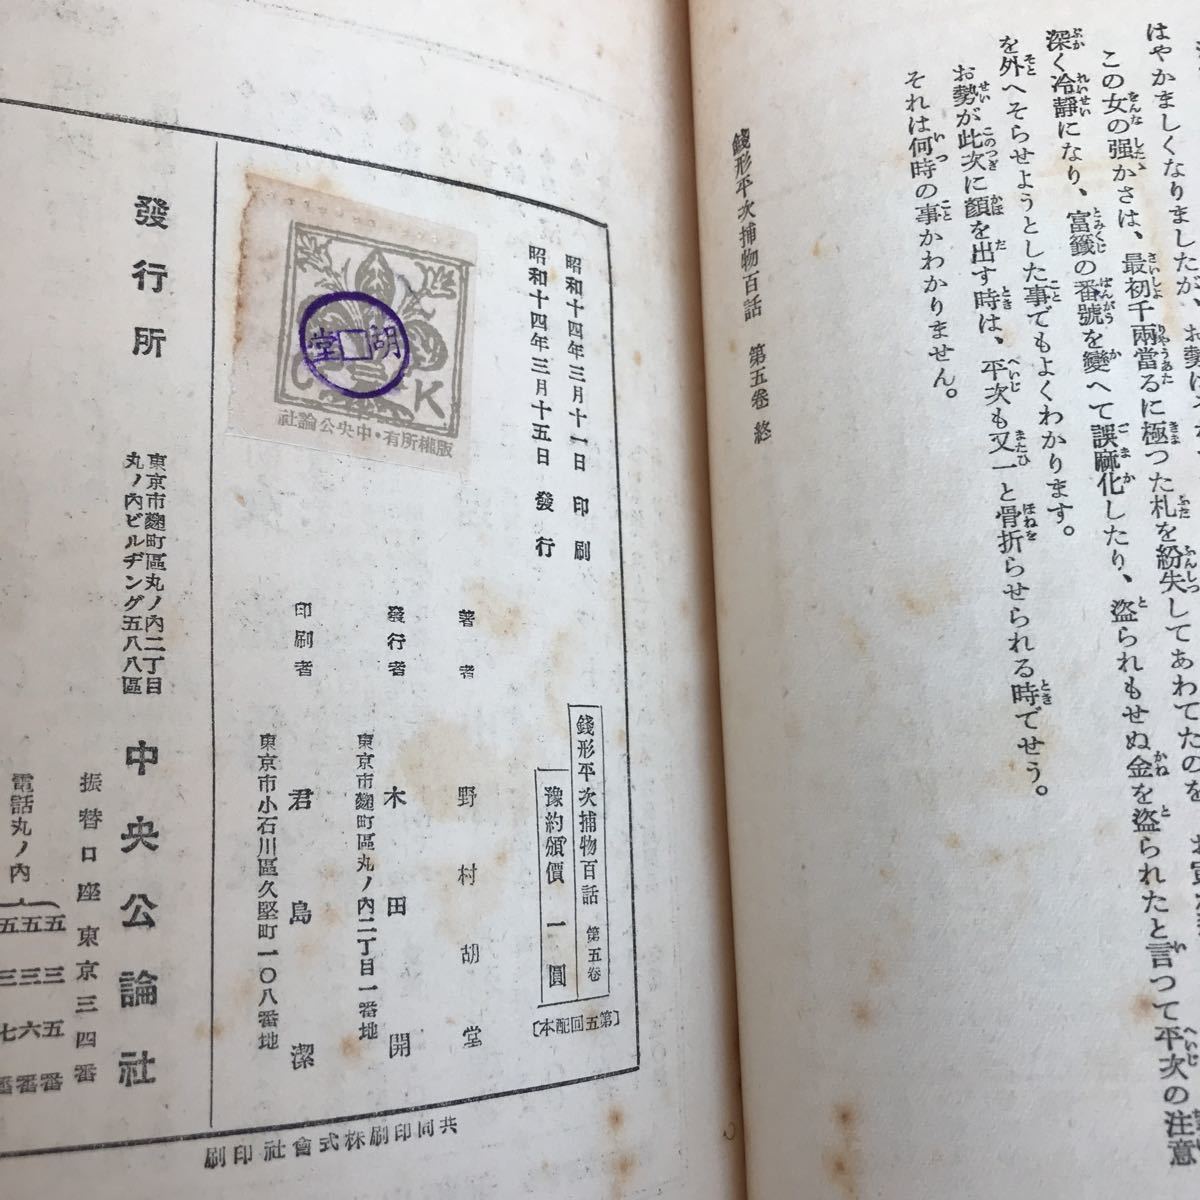 はやかましくなりましたが、お勢は
この女の强かさは、最初千兩當るに極つた札を紛失してあわてたのを、お
深く冷靜になり、富籤の番號を變へて誤麻化したり、盜られもせぬ金を盜られたと言つて平次の注意
を外へそらせようとした事でもよくわかります。
お勢が此次に顏を出す時は、平次も又一と骨折らせられる時でせう。
それは何時の事かわかりません。
錢形平次捕物百話 第五卷 終
錢形平次捕物百話 第五卷
豫約頒價 一圓
〔第五回配本〕
昭和十四年三月十一日 印刷
昭和十四年三月十五日 發行
著者 野村胡堂
發行者 木田開
東京市麴町區丸ノ內二丁目一番地
印刷者 君島潔
東京市小石川區久堅町一〇八番地
胡堂
K
版權所有・中央公論社
發行所
東京市麴町區丸ノ內二丁目
丸ノ內ビルヂング五八八區
中央公論社
振替口座東京三四番
電話丸ノ內
五三五番
五三六番
五三七番
共同印刷株式會社印刷